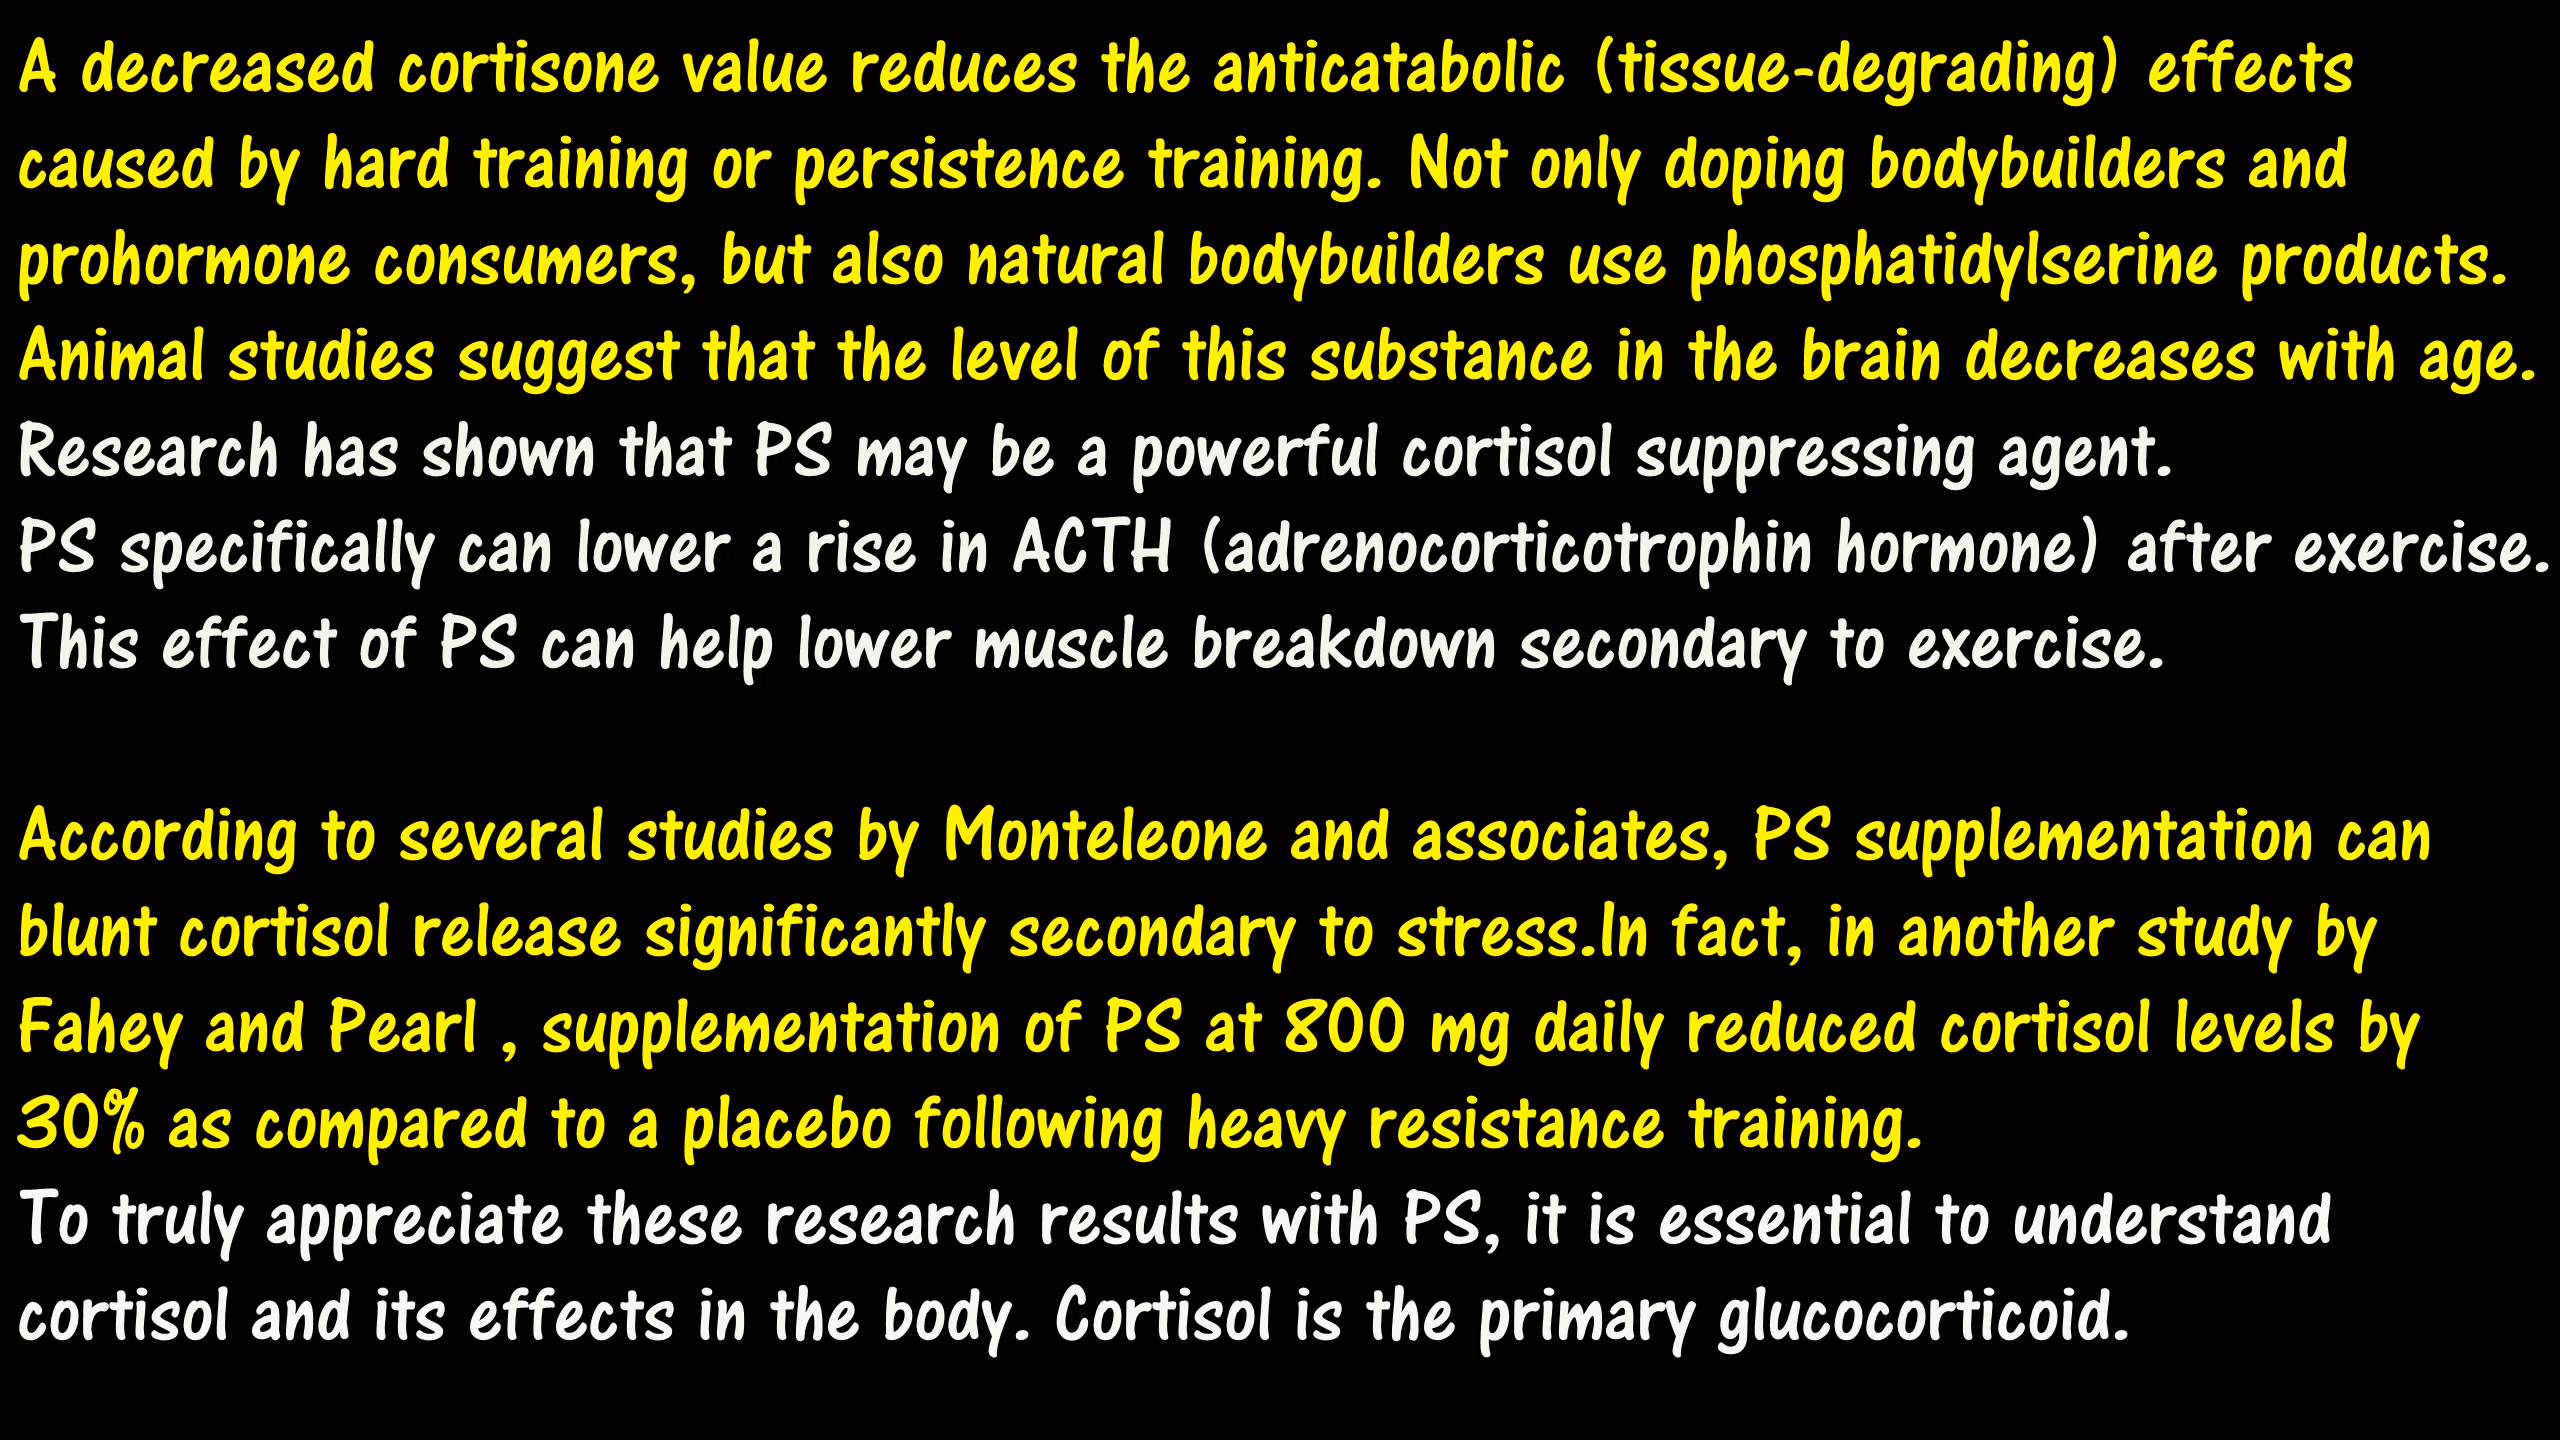 A decreased cortisone value reduces the anticatabolic (tissue-degrading) effects
caused by hard training or persistence training. Not only doping bodybuilders and
prohormone consumers, but also natural bodybuilders use phosphatidylserine products.
Animal studies suggest that the level of this substance in the brain decreases with age.
Research has shown that PS may be a powerful cortisol suppressing agent.
PS specifically can lower a rise in ACTH (adrenocorticotrophin hormone) after exercise.
This effect of PS can help lower muscle breakdown secondary to exercise.
According to several studies by Monteleone and associates, PS supplementation can
blunt cortisol release significantly secondary to stress.In fact, in another study by
Fahey and Pearl , supplementation of PS at 800 mg daily reduced cortisol levels by
30% as compared to a placebo following heavy resistance training.
To truly appreciate these research results with PS, it is essential to understand
cortisol and its effects in the body. Cortisol is the primary glucocorticoid.